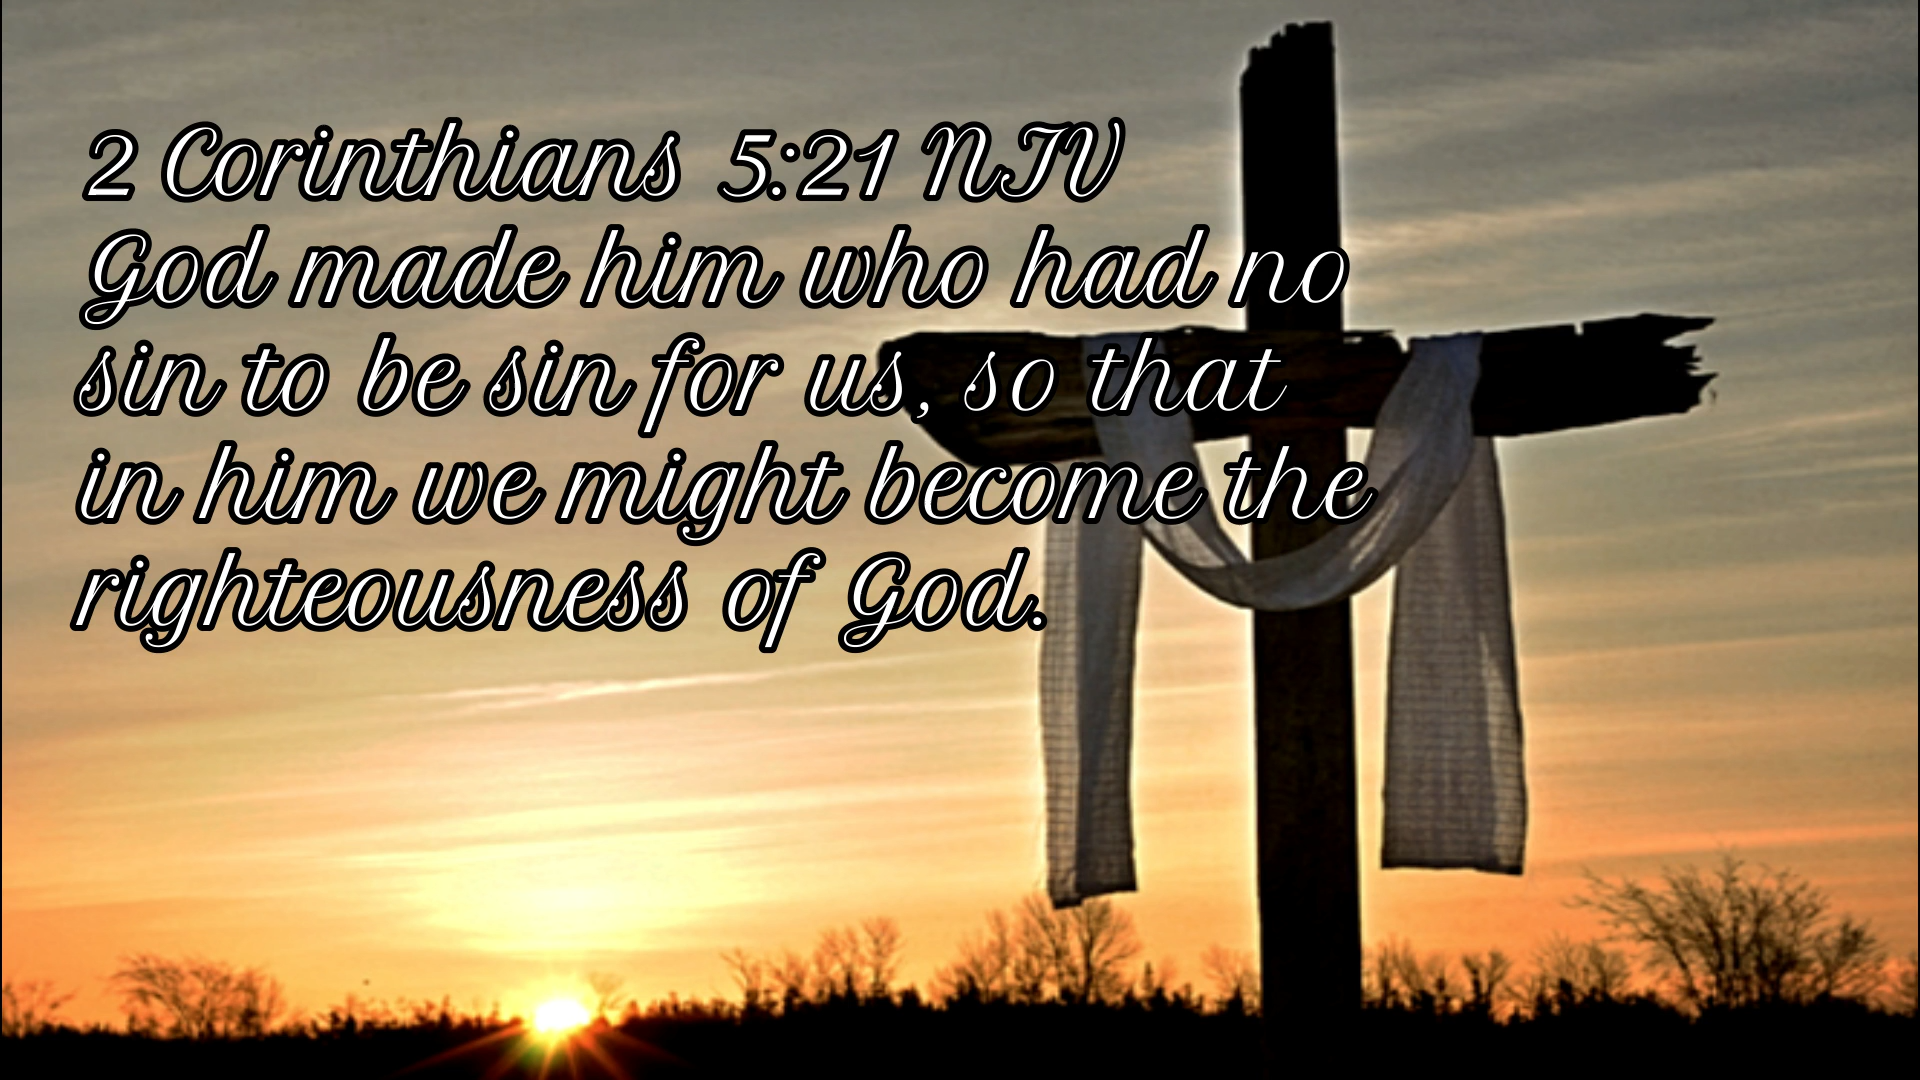 2 Corinthians 5:21 NIV
God made him who had no
sin to be sin for us, so that
in him we might become the
righteousness of God.